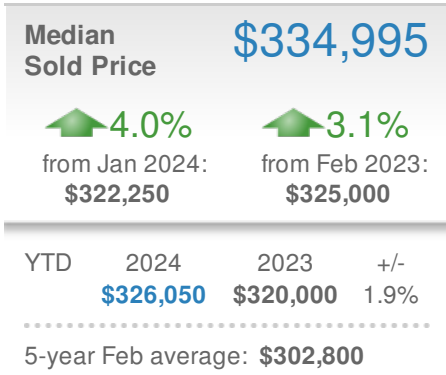 Median $334,995
Sold Price
4.0% 3.1%
from Jan 2024: from Feb 2023:
$322,250 $325,000
YTD 2024 2023 +/-
$326,050 $320,000 1.9%
5-year Feb average: $302,800